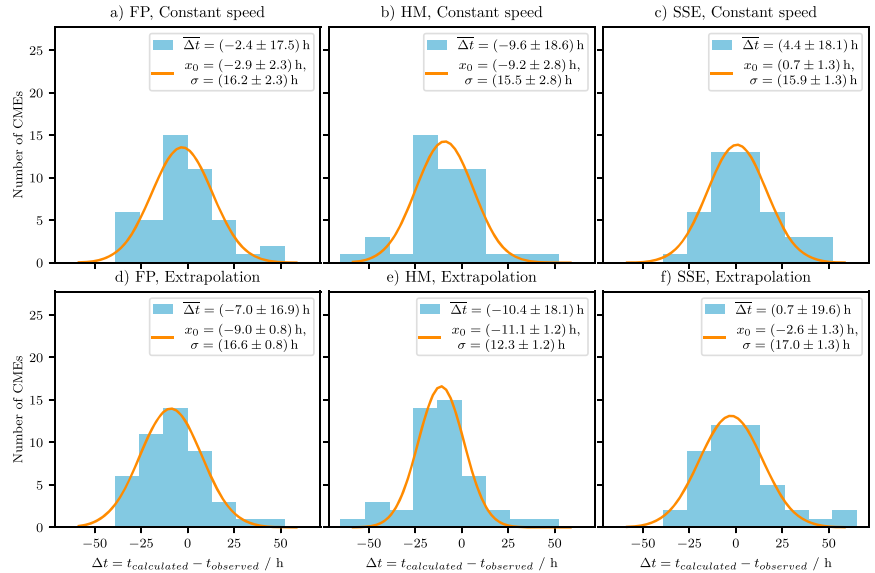 a) FP, Constant speed
b) HM, Constant speed
c) SSE, Constant speed
25
20
15
10
5
0
Number of CMEs
Δt = (−2.4 ± 17.5) h
x₀ = (−2.9 ± 2.3) h,
σ = (16.2 ± 2.3) h
Δt = (−9.6 ± 18.6) h
x₀ = (−9.2 ± 2.8) h,
σ = (15.5 ± 2.8) h
Δt = (4.4 ± 18.1) h
x₀ = (0.7 ± 1.3) h,
σ = (15.9 ± 1.3) h
d) FP, Extrapolation
e) HM, Extrapolation
f) SSE, Extrapolation
25
20
15
10
5
0
Number of CMEs
Δt = (−7.0 ± 16.9) h
x₀ = (−9.0 ± 0.8) h,
σ = (16.6 ± 0.8) h
Δt = (−10.4 ± 18.1) h
x₀ = (−11.1 ± 1.2) h,
σ = (12.3 ± 1.2) h
Δt = (0.7 ± 19.6) h
x₀ = (−2.6 ± 1.3) h,
σ = (17.0 ± 1.3) h
−50 −25 0 25 50
−50 −25 0 25 50
−50 −25 0 25 50
Δt = t_calculated − t_observed / h
Δt = t_calculated − t_observed / h
Δt = t_calculated − t_observed / h